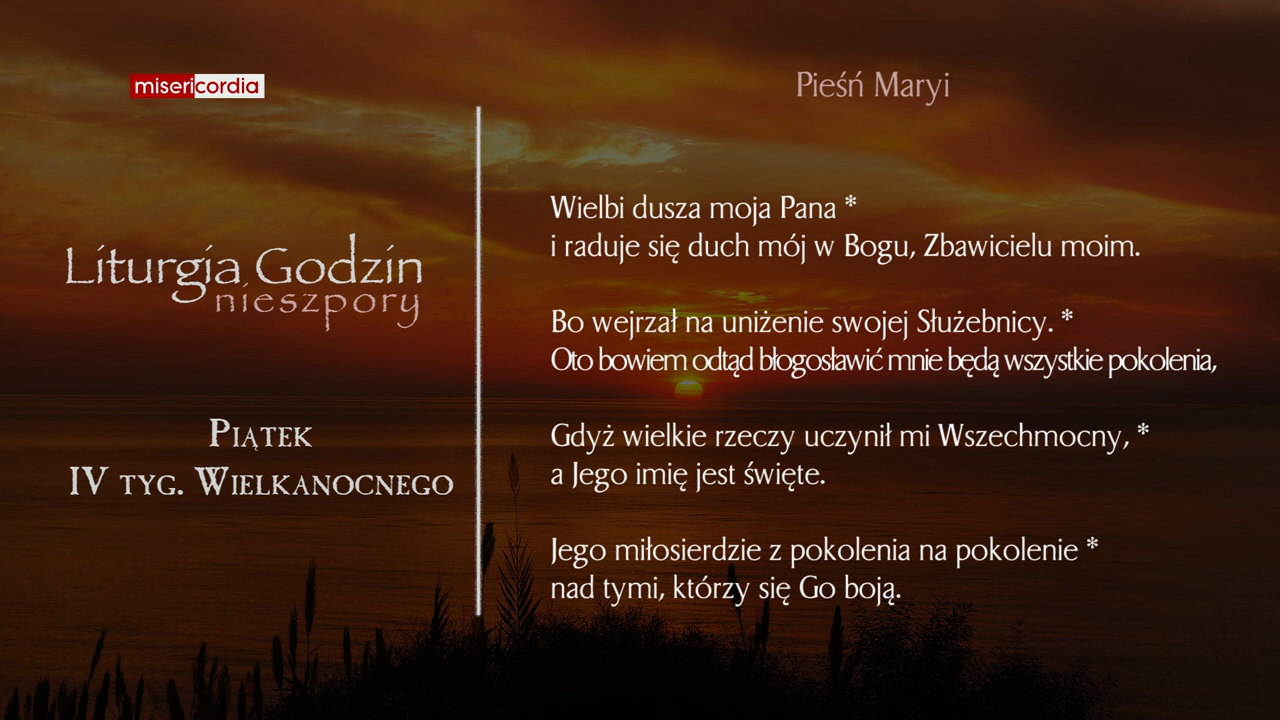 misericordia
Liturgia Godzin
nieszpory
Piątek
IV tyg. Wielkanocnego
Pieśń Maryi
Wielbi dusza moja Pana *
i raduje się duch mój w Bogu, Zbawicielu moim.
Bo wejrzał na uniżenie swojej Służebnicy. *
Oto bowiem odtąd błogosławić mnie będą wszystkie pokolenia,
Gdyż wielkie rzeczy uczynił mi Wszechmocny, *
a Jego imię jest święte.
Jego miłosierdzie z pokolenia na pokolenie *
nad tymi, którzy się Go boją.